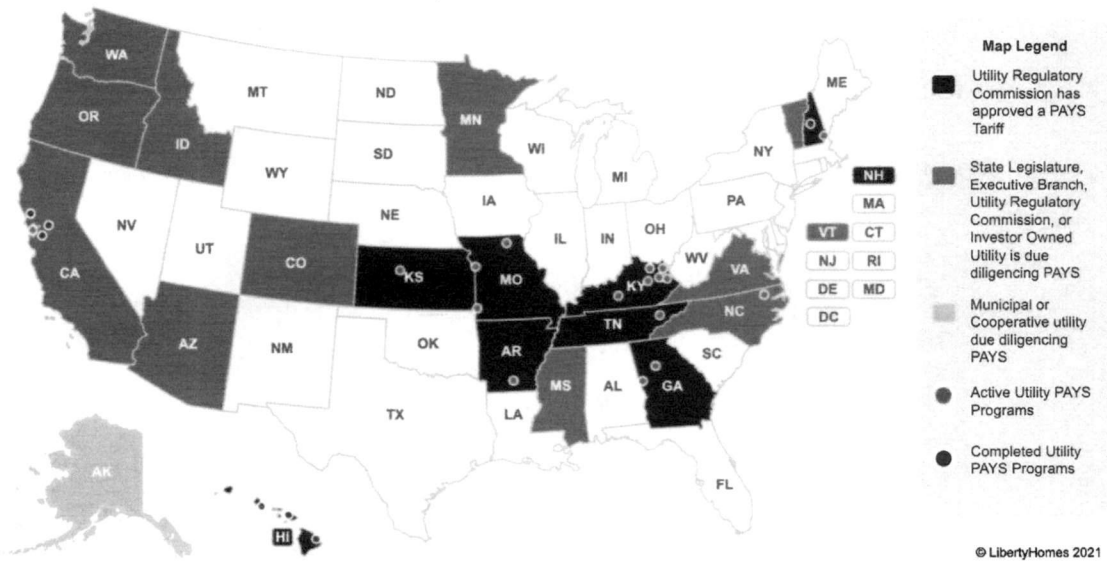 WA
MT
ND
MN
ME
OR
ID
SD
WI
NY
WY
MI
NH
MA
IA
PA
NE
NV
UT
IL
IN
OH
WV
VT
CT
CA
CO
KS
MO
KY
VA
NJ
RI
DE
MD
NC
TN
DC
AZ
NM
OK
AR
SC
MS
AL
GA
TX
LA
AK
FL
HI
Map Legend
Utility Regulatory
Commission has
approved a PAYS
Tariff
State Legislature,
Executive Branch,
Utility Regulatory
Commission, or
Investor Owned
Utility is due
diligencing PAYS
Municipal or
Cooperative utility
due diligencing
PAYS
Active Utility PAYS
Programs
Completed Utility
PAYS Programs
© LibertyHomes 2021